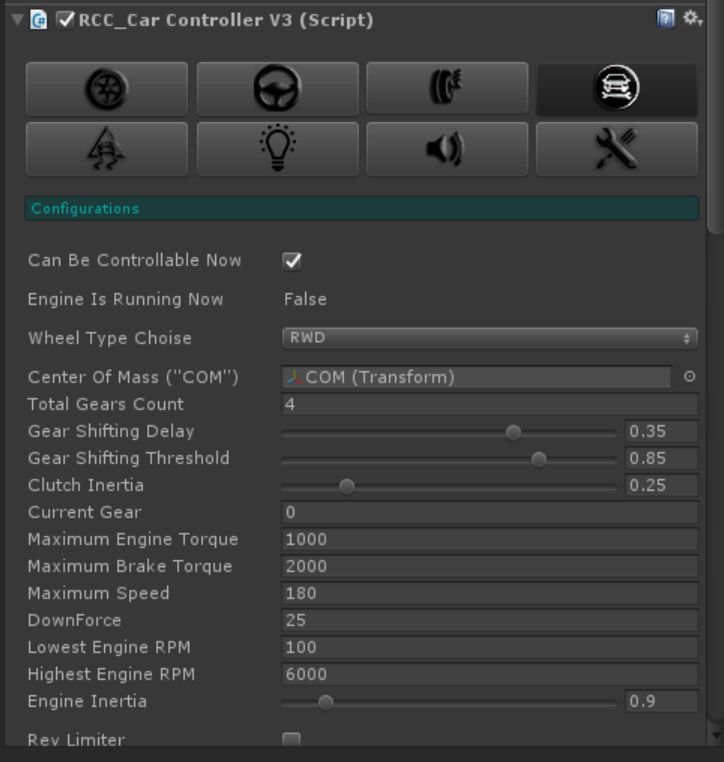 RCC_Car Controller V3 (Script)
Configurations
Can Be Controllable Now
Engine Is Running Now False
Wheel Type Choise RWD
Center Of Mass ("COM") COM (Transform)
Total Gears Count 4
Gear Shifting Delay 0.35
Gear Shifting Threshold 0.85
Clutch Inertia 0.25
Current Gear 0
Maximum Engine Torque 1000
Maximum Brake Torque 2000
Maximum Speed 180
DownForce 25
Lowest Engine RPM 100
Highest Engine RPM 6000
Engine Inertia 0.9
Rev Limiter